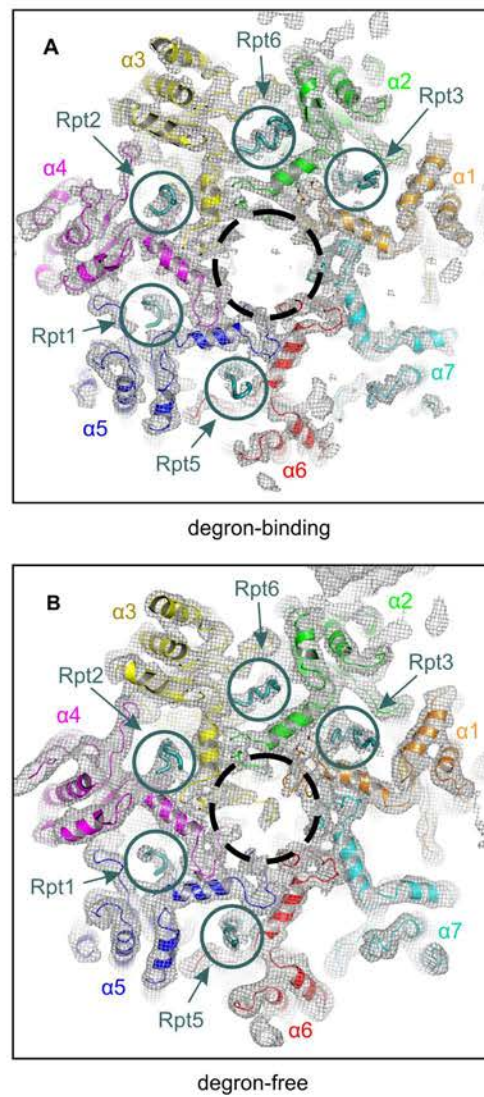 A
α3
Rpt6
α2
Rpt2
Rpt3
α4
α1
Rpt1
α5
Rpt5
α6
α7
degron-binding
B
α3
Rpt6
α2
Rpt2
Rpt3
α4
α1
Rpt1
α5
Rpt5
α6
α7
degron-free